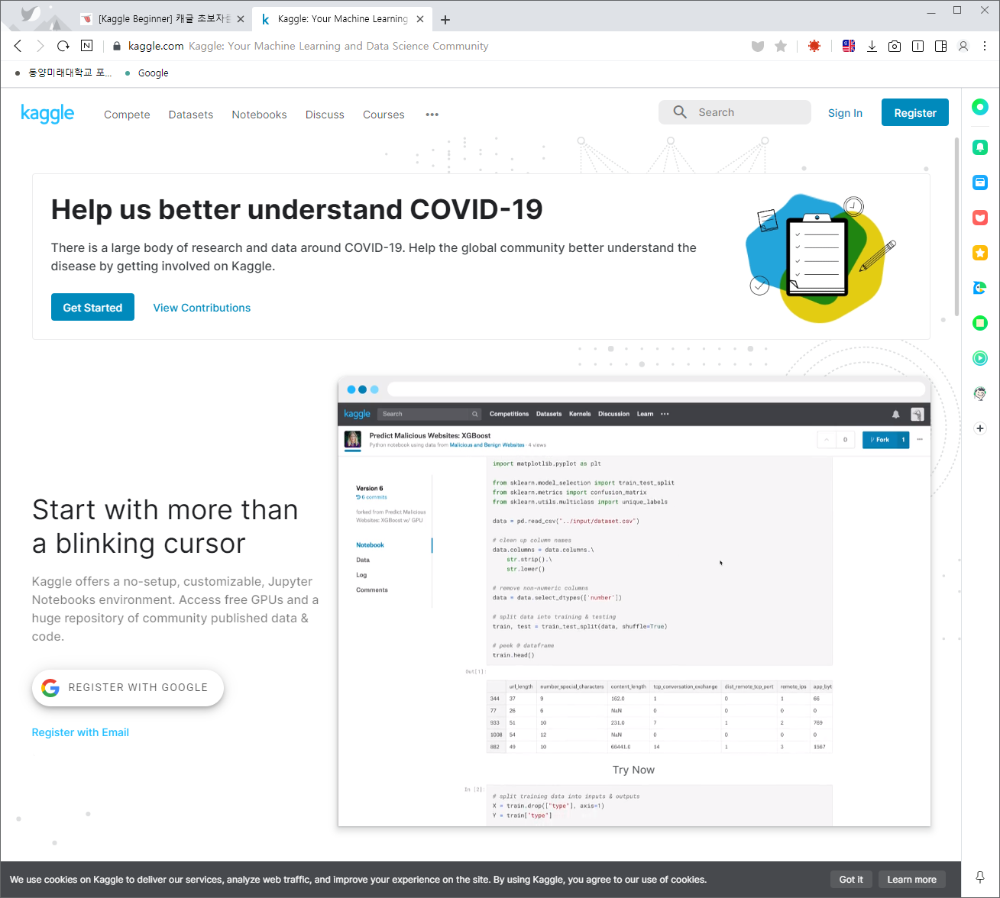 [Kaggle Beginner] 캐글 초보자를
Kaggle: Your Machine Learning
kaggle.com Kaggle: Your Machine Learning and Data Science Community
동양미래대학교 포...
Google
kaggle
Compete
Datasets
Notebooks
Discuss
Courses
Search
Sign In
Register
Help us better understand COVID-19
There is a large body of research and data around COVID-19. Help the global community better understand the
disease by getting involved on Kaggle.
Get Started
View Contributions
Start with more than
a blinking cursor
Kaggle offers a no-setup, customizable, Jupyter
Notebooks environment. Access free GPUs and a
huge repository of community published data &
code.
REGISTER WITH GOOGLE
Register with Email
kaggle
Search
Competitions
Datasets
Kernels
Discussion
Learn
Predict Malicious Websites: XGBoost
Python notebook using data from Malicious and Benign Websites · 4 views
0
Fork
1
Version 6
6 commits
forked from Predict Malicious
Websites: XGBoost w/ GPU
Notebook
Data
Log
Comments
import matplotlib.pyplot as plt
from sklearn.model_selection import train_test_split
from sklearn.metrics import confusion_matrix
from sklearn.utils.multiclass import unique_labels
data = pd.read_csv("../input/dataset.csv")
# clean up column names
data.columns = data.columns.\
str.strip().\
str.lower()
# remove non-numeric columns
data = data.select_dtypes(['number'])
# split data into training & testing
train, test = train_test_split(data, shuffle=True)
# peek @ dataframe
train.head()
Out[1]:
url_length number_special_characters content_length tcp_conversation_exchange dist_remote_tcp_port remote_ips app_byt
344 37 9 162.0 1 0 1 66
77 26 6 NaN 0 0 0 0
933 51 10 231.0 7 1 2 769
1006 54 12 NaN 0 0 0 0
882 49 10 66441.0 14 1 3 1567
Try Now
In [2]:
# split training data into inputs & outputs
X = train.drop(["type"], axis=1)
Y = train["type"]
We use cookies on Kaggle to deliver our services, analyze web traffic, and improve your experience on the site. By using Kaggle, you agree to our use of cookies.
Got it
Learn more